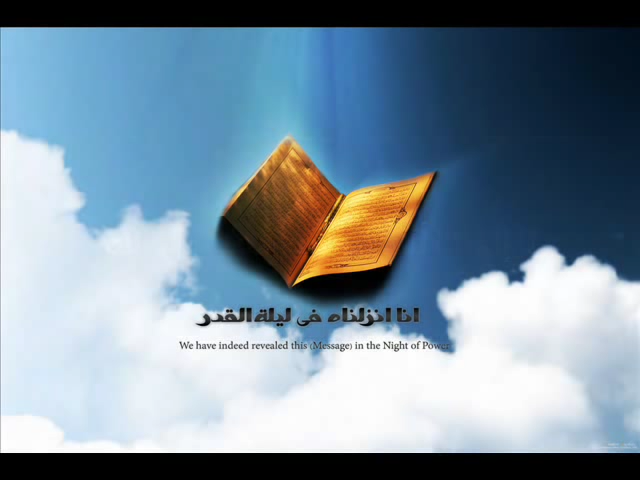 انا انزلناه فى ليلة القدر
We have indeed revealed this (Message) in the Night of Power